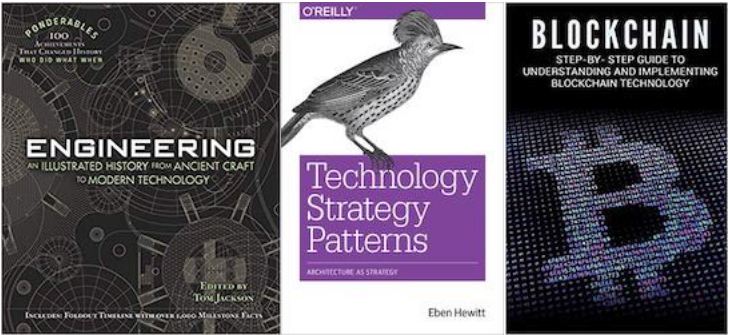 PONDERABLES
100
ACHIEVEMENTS
THAT CHANGED HISTORY
WHO DID WHAT WHEN
ENGINEERING
AN ILLUSTRATED HISTORY FROM ANCIENT CRAFT
TO MODERN TECHNOLOGY
EDITED BY
TOM JACKSON
INCLUDES: FOLDOUT TIMELINE WITH OVER 1,000 MILESTONE FACTS
O'REILLY®
Technology
Strategy
Patterns
ARCHITECTURE AS STRATEGY
Eben Hewitt
BLOCKCHAIN
STEP-BY- STEP GUIDE TO
UNDERSTANDING AND IMPLEMENTING
BLOCKCHAIN TECHNOLOGY